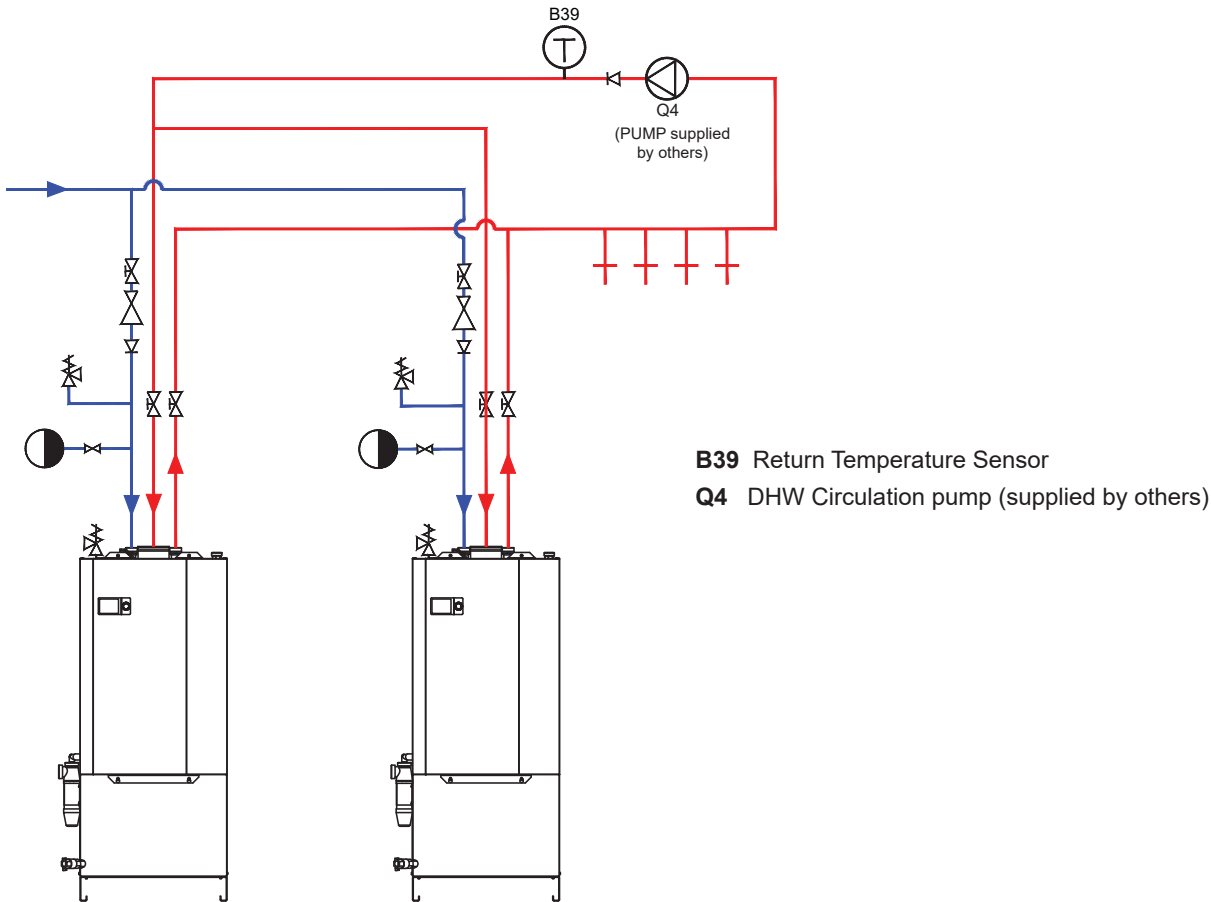 B39
Q4
(PUMP supplied
by others)
B39 Return Temperature Sensor
Q4 DHW Circulation pump (supplied by others)